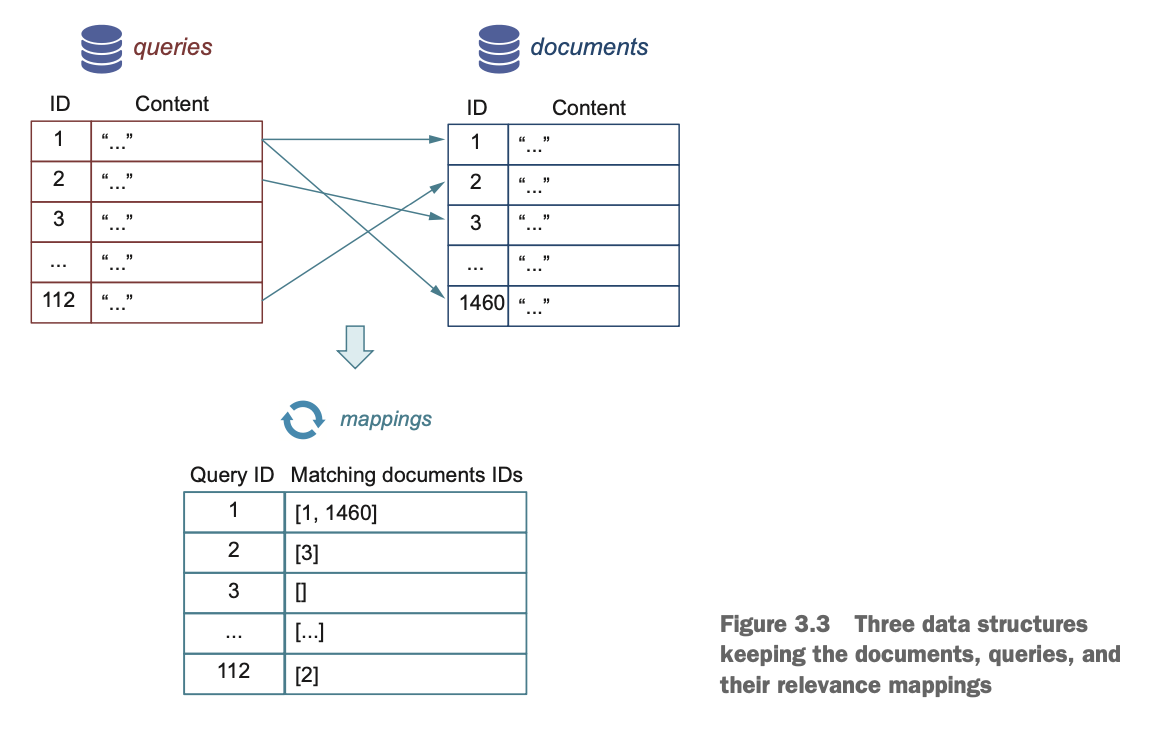 queries
documents
ID Content
1 “...”
2 “...”
3 “...”
... “...”
112 “...”
ID Content
1 “...”
2 “...”
3 “...”
... “...”
1460 “...”
mappings
Query ID Matching documents IDs
1 [1, 1460]
2 [3]
3 []
... [...]
112 [2]
Figure 3.3 Three data structures
keeping the documents, queries, and
their relevance mappings